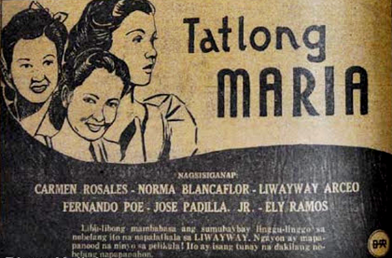 Tatlong
MARIA
NAGSISIGANAP:
CARMEN ROSALES - NORMA BLANCAFLOR - LIWAYWAY ARCEO
FERNANDO POE - JOSE PADILLA, JR. - ELY RAMOS
Libu-libong mambabasa ang sumubaybay linggu-linggo sa
nobelang ito na napalathala sa LIWAYWAY. Ngayon ay mapa-
panood na ninyo sa pelikula! Ito ay isang tunay na dakilang no-
belang napapanahon.